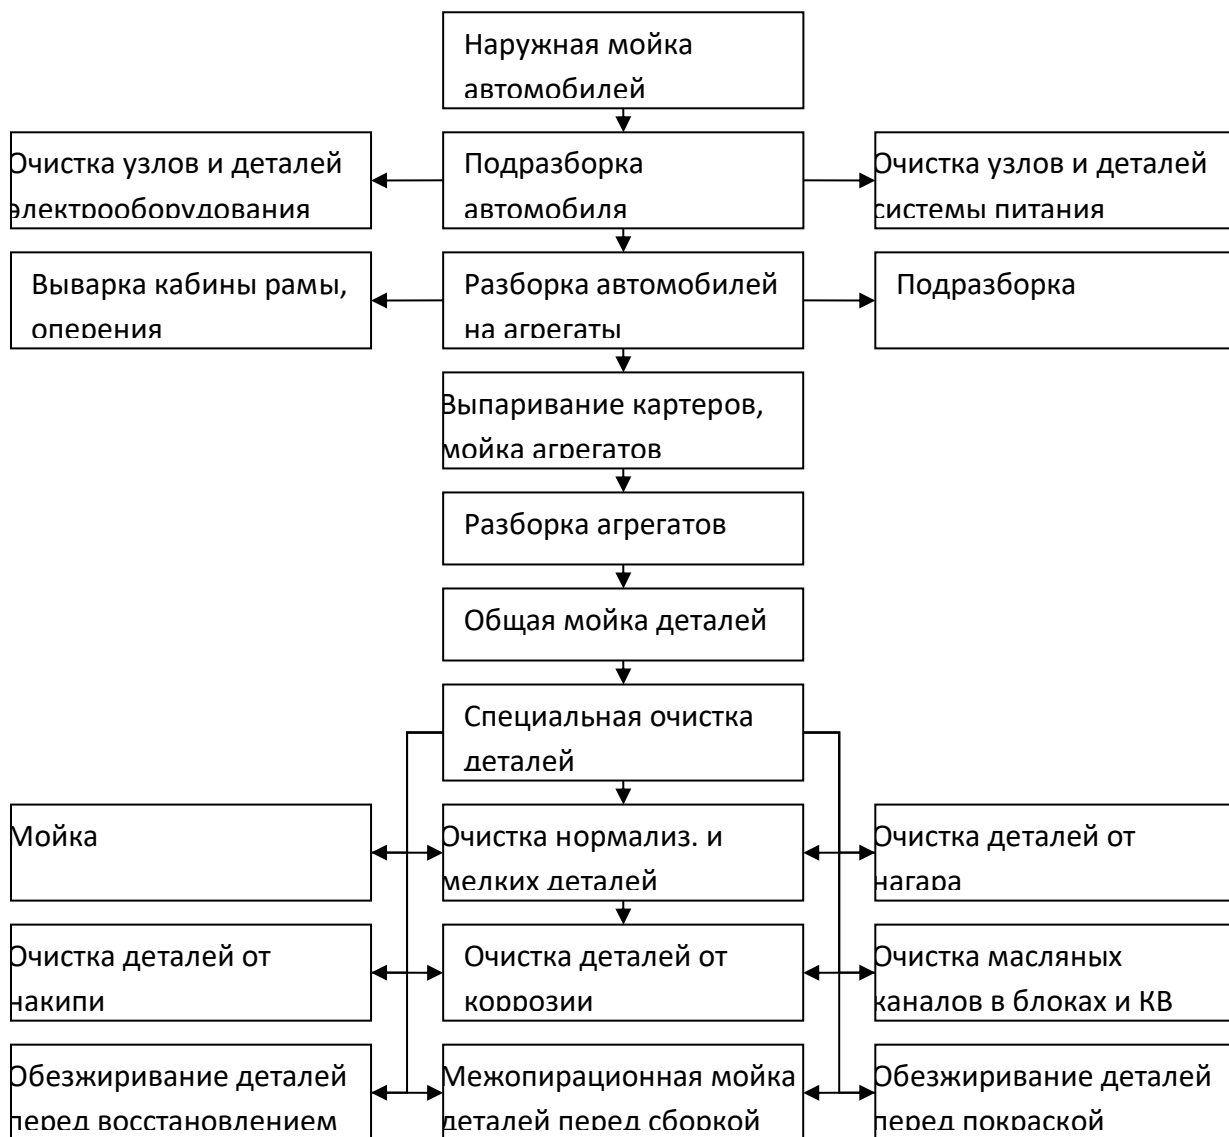 Наружная мойка
автомобилей
Очистка узлов и деталей
электрооборудования
Подразборка
автомобиля
Очистка узлов и деталей
системы питания
Выварка кабины рамы,
оперения
Разборка автомобилей
на агрегаты
Подразборка
Выпаривание картеров,
мойка агрегатов
Разборка агрегатов
Общая мойка деталей
Специальная очистка
деталей
Мойка
Очистка нормализ. и
мелких деталей
Очистка деталей от
нагара
Очистка деталей от
накипи
Очистка деталей от
коррозии
Очистка масляных
каналов в блоках и КВ
Обезжиривание деталей
перед восстановлением
Межопирационная мойка
деталей перед сборкой
Обезжиривание деталей
перед покраской